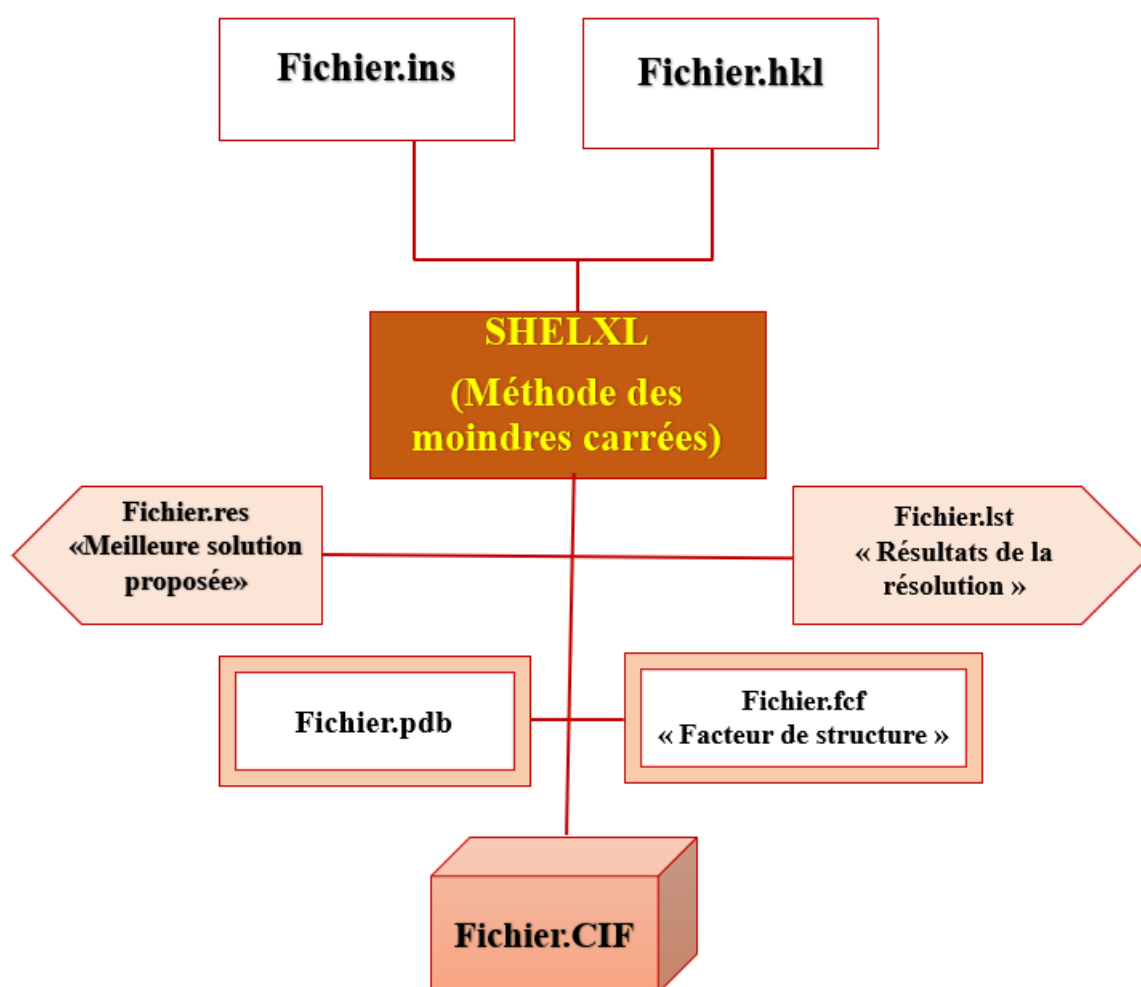 Fichier.ins
Fichier.hkl
SHELXL
(Méthode des
moindres carrées)
Fichier.res
«Meilleure solution
proposée»
Fichier.lst
« Résultats de la
résolution »
Fichier.pdb
Fichier.fcf
« Facteur de structure »
Fichier.CIF